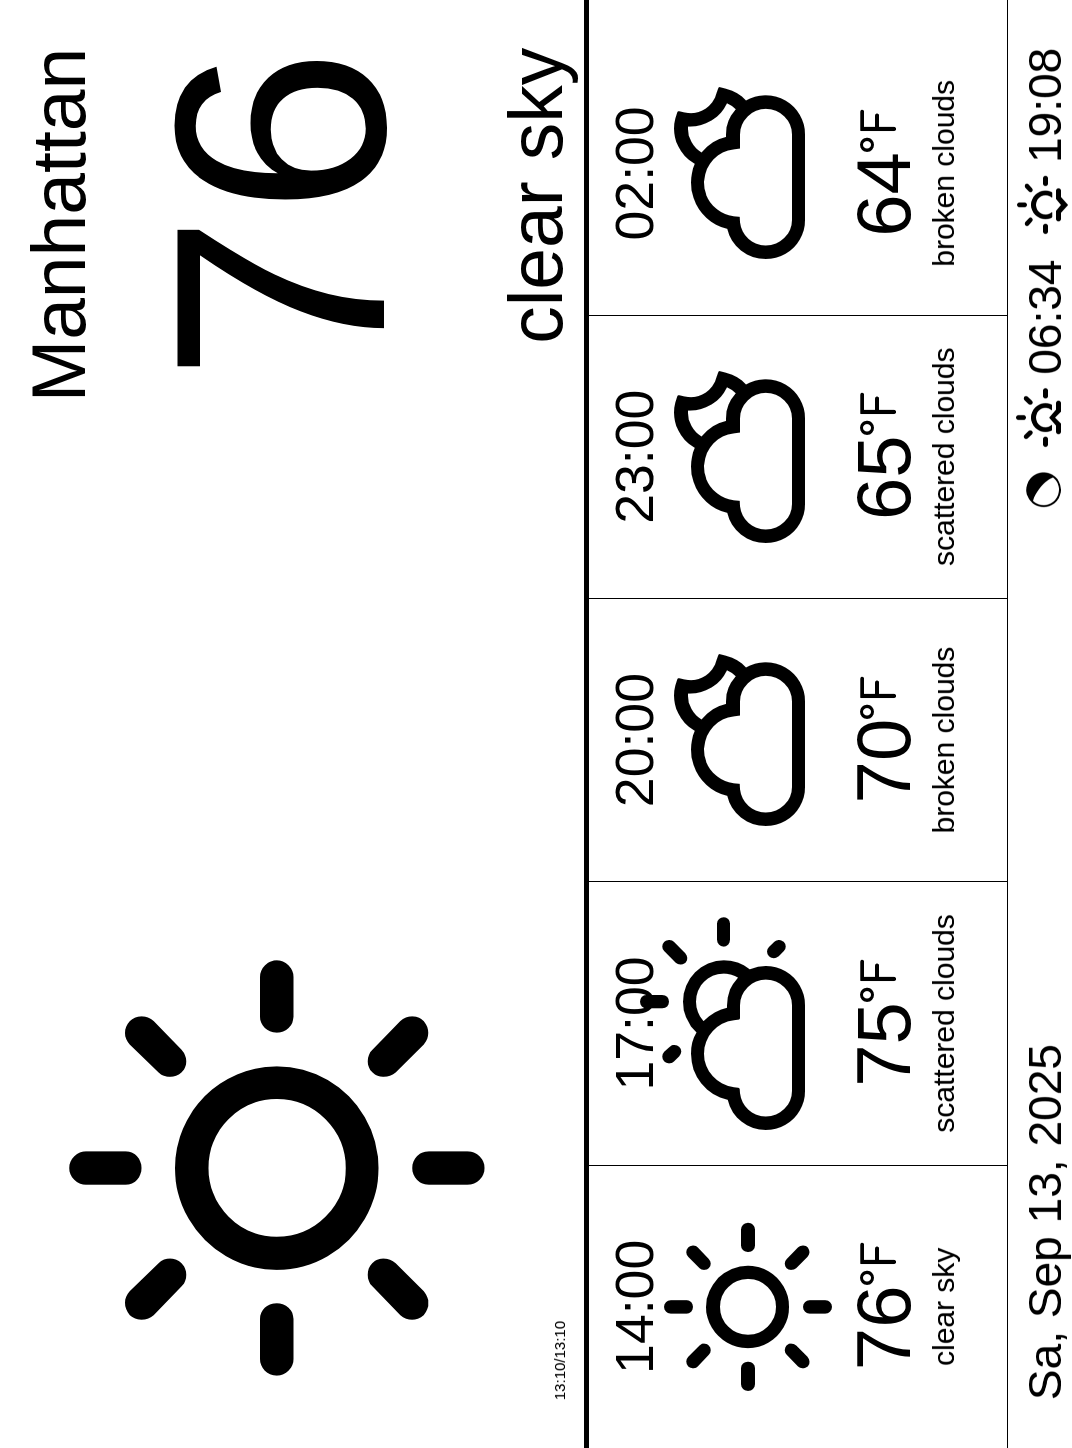 Manhattan
76
clear sky
13:10/13:10
14:00
76°F
clear sky
17:00
75°F
scattered clouds
20:00
70°F
broken clouds
23:00
65°F
scattered clouds
02:00
64°F
broken clouds
Sa, Sep 13, 2025
06:34 19:08